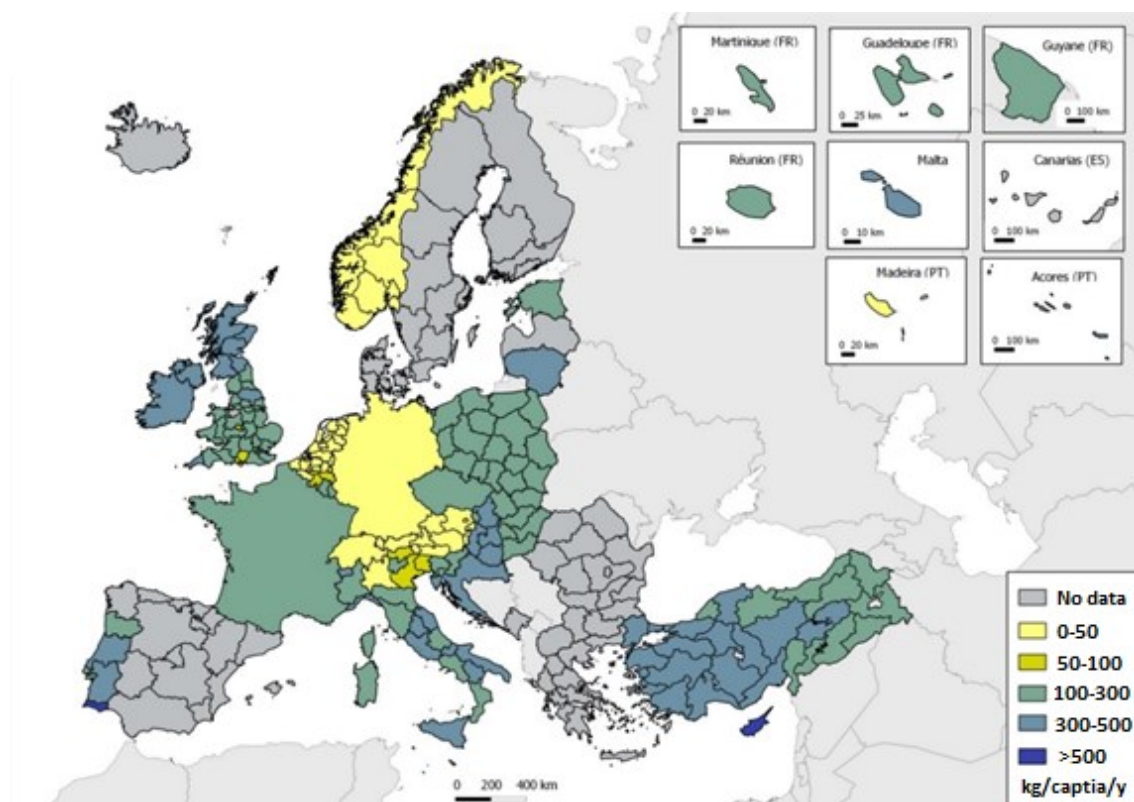 Martinique (FR)
0 20 km
Guadeloupe (FR)
0 25 km
Guyane (FR)
0 100 km
Réunion (FR)
0 20 km
Malta
0 10 km
Canarias (ES)
0 100 km
Madeira (PT)
0 20 km
Acores (PT)
0 100 km
No data
0-50
50-100
100-300
300-500
>500
kg/captia/y
0 200 400 km